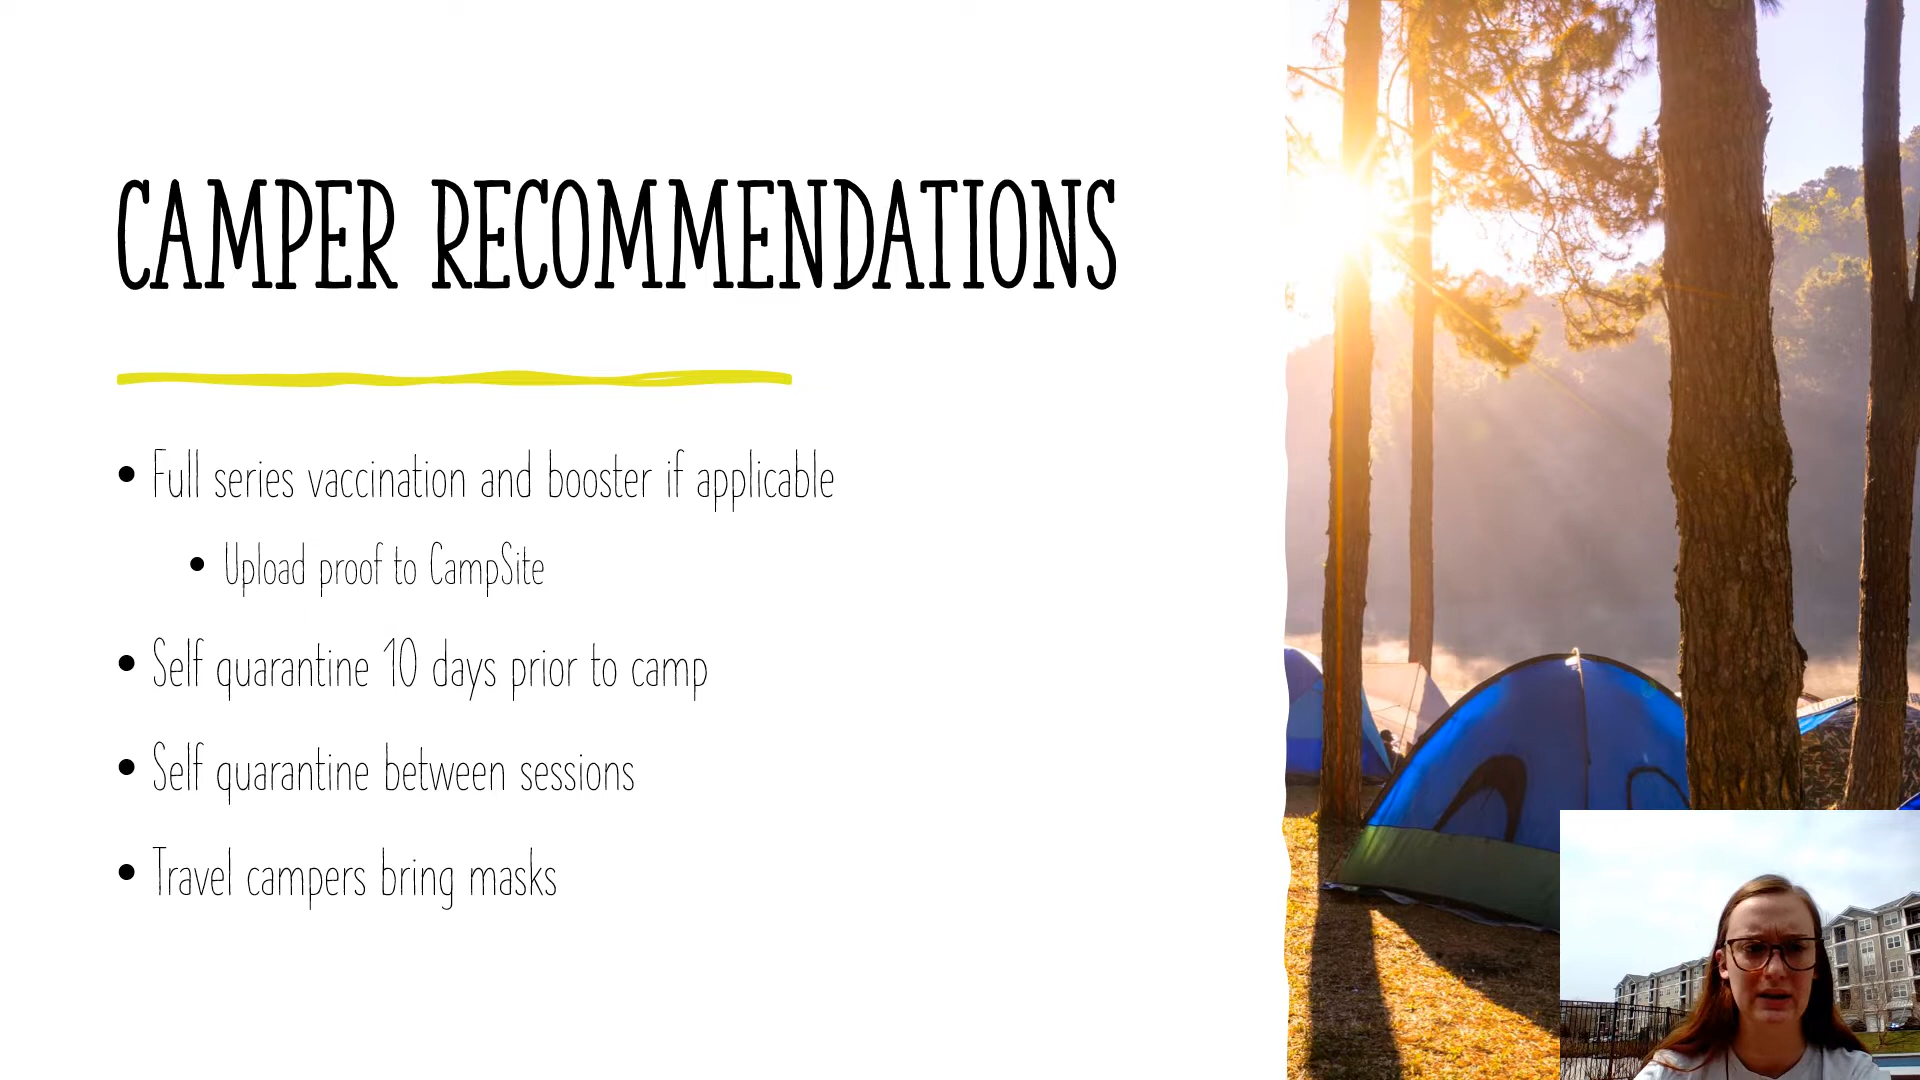 CAMPER RECOMMENDATIONS
• Full series vaccination and booster if applicable
• Upload proof to CampSite
• Self quarantine 10 days prior to camp
• Self quarantine between sessions
• Travel campers bring masks